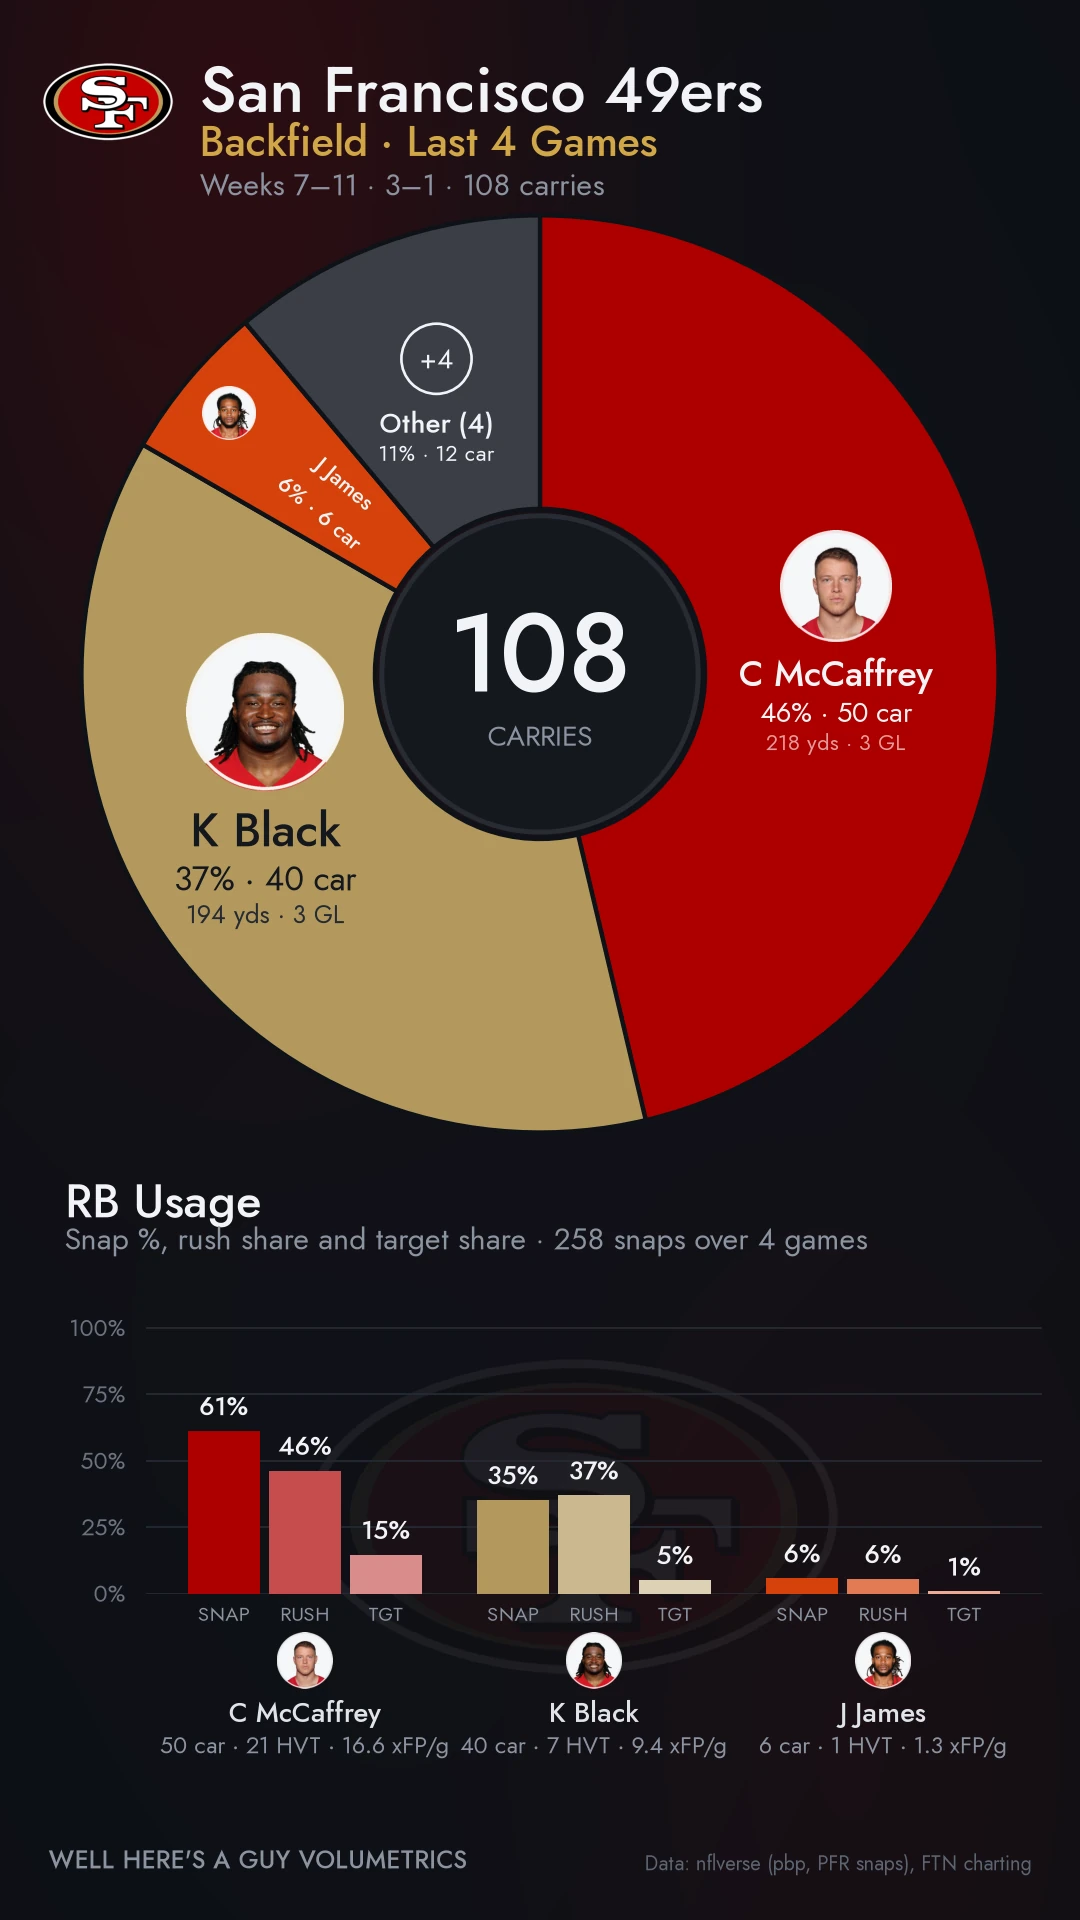 SF
San Francisco 49ers
Backfield · Last 4 Games
Weeks 7–11 · 3–1 · 108 carries
+4
Other (4)
11% · 12 car
J James
6% · 6 car
C McCaffrey
46% · 50 car
218 yds · 3 GL
108
CARRIES
K Black
37% · 40 car
194 yds · 3 GL
RB Usage
Snap %, rush share and target share · 258 snaps over 4 games
100%
75%
50%
25%
0%
61% 46% 15% 35% 37% 5% 6% 6% 1%
SNAP RUSH TGT SNAP RUSH TGT SNAP RUSH TGT
C McCaffrey K Black J James
50 car · 21 HVT · 16.6 xFP/g 40 car · 7 HVT · 9.4 xFP/g 6 car · 1 HVT · 1.3 xFP/g
WELL HERE'S A GUY VOLUMETRICS
Data: nflverse (pbp, PFR snaps), FTN charting